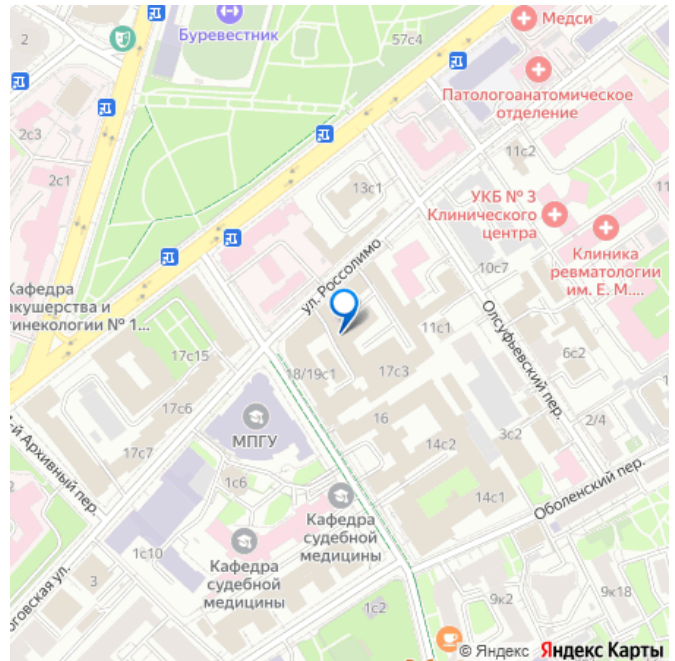 2
Буревестник
57с4
Медси
Патологоанатомическое
отделение
2с3
2с1
11с2
13с1
УКБ № 3
Клинического
центра
Клиника
ревматологии
им. Е. М....
11
ул. Россолимо
10с7
Кафедра
акушерства и
гинекологии № 1...
Олсуфьевский пер.
11с1
6с2
17с15
18/19с1
17с3
17с6
16
2/4
МПГУ
17с7
14с2
3с2
1с6
14с1
Оболенский пер.
Кафедра
судебной
медицины
1с10
Кафедра
судебной
медицины
3
9к2
9к18
1с2
© Яндекс Яндекс Карты